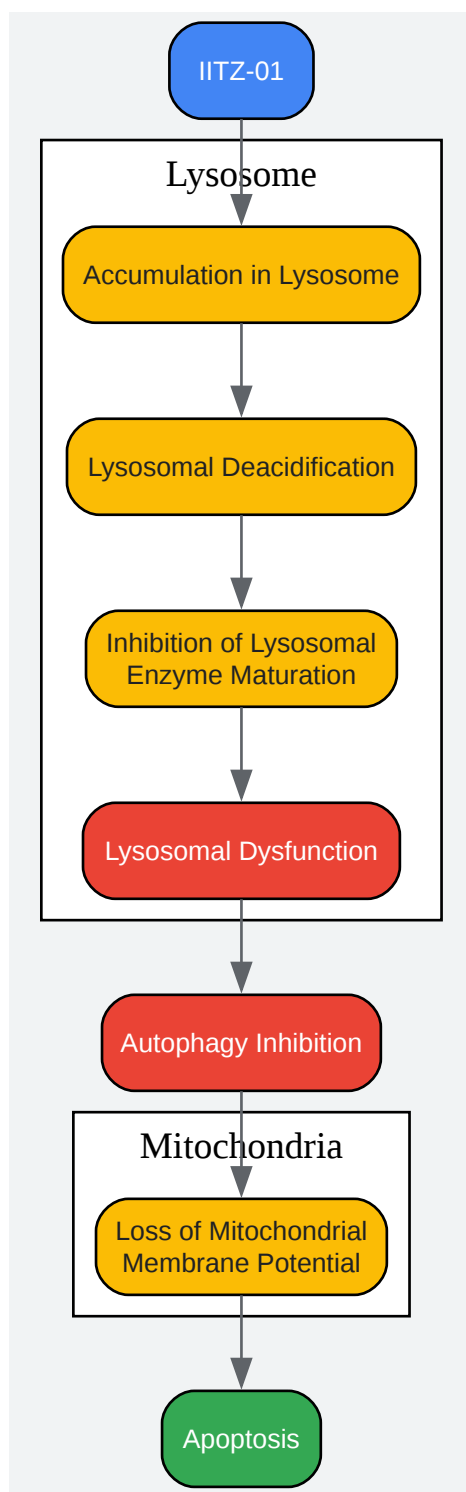 IITZ-01
Lysosome
Accumulation in Lysosome
Lysosomal Deacidification
Inhibition of Lysosomal
Enzyme Maturation
Lysosomal Dysfunction
Autophagy Inhibition
Mitochondria
Loss of Mitochondrial
Membrane Potential
Apoptosis